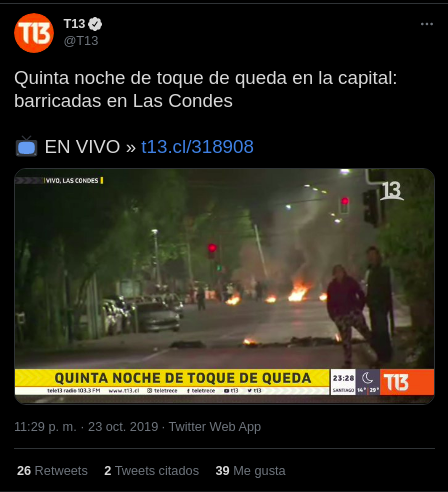 T13
@T13
Quinta noche de toque de queda en la capital:
barricadas en Las Condes
EN VIVO » t13.cl/318908
VIVO, LAS CONDES
13
QUINTA NOCHE DE TOQUE DE QUEDA
23:28
SANTIAGO 14° 29°
T13
tele13 radio 103.3 FM www.t13.cl teletrece teletrece t13 t13
11:29 p. m. · 23 oct. 2019 · Twitter Web App
26 Retweets 2 Tweets citados 39 Me gusta